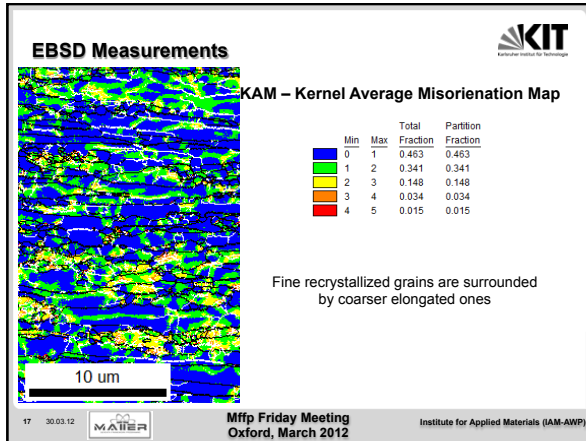 EBSD Measurements
KIT
Karlsruher Institut für Technologie
KAM – Kernel Average Misorienation Map
Total Partition
Min Max Fraction Fraction
0 1 0.463 0.463
1 2 0.341 0.341
2 3 0.148 0.148
3 4 0.034 0.034
4 5 0.015 0.015
Fine recrystallized grains are surrounded
by coarser elongated ones
10 um
17 30.03.12 MATTER Mffp Friday Meeting Institute for Applied Materials (IAM-AWP)
Oxford, March 2012